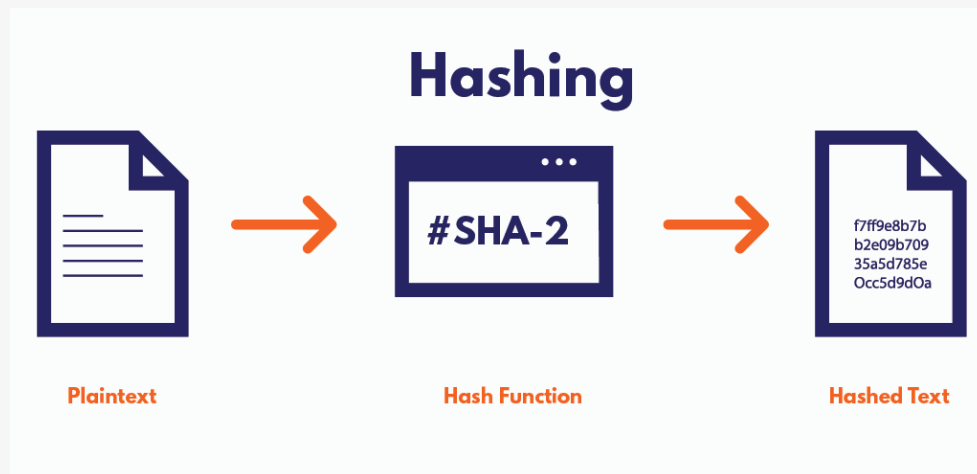 Hashing
#SHA-2
f7ff9e8b7b
b2e09b709
35a5d785e
Occ5d9dOa
Plaintext
Hash Function
Hashed Text